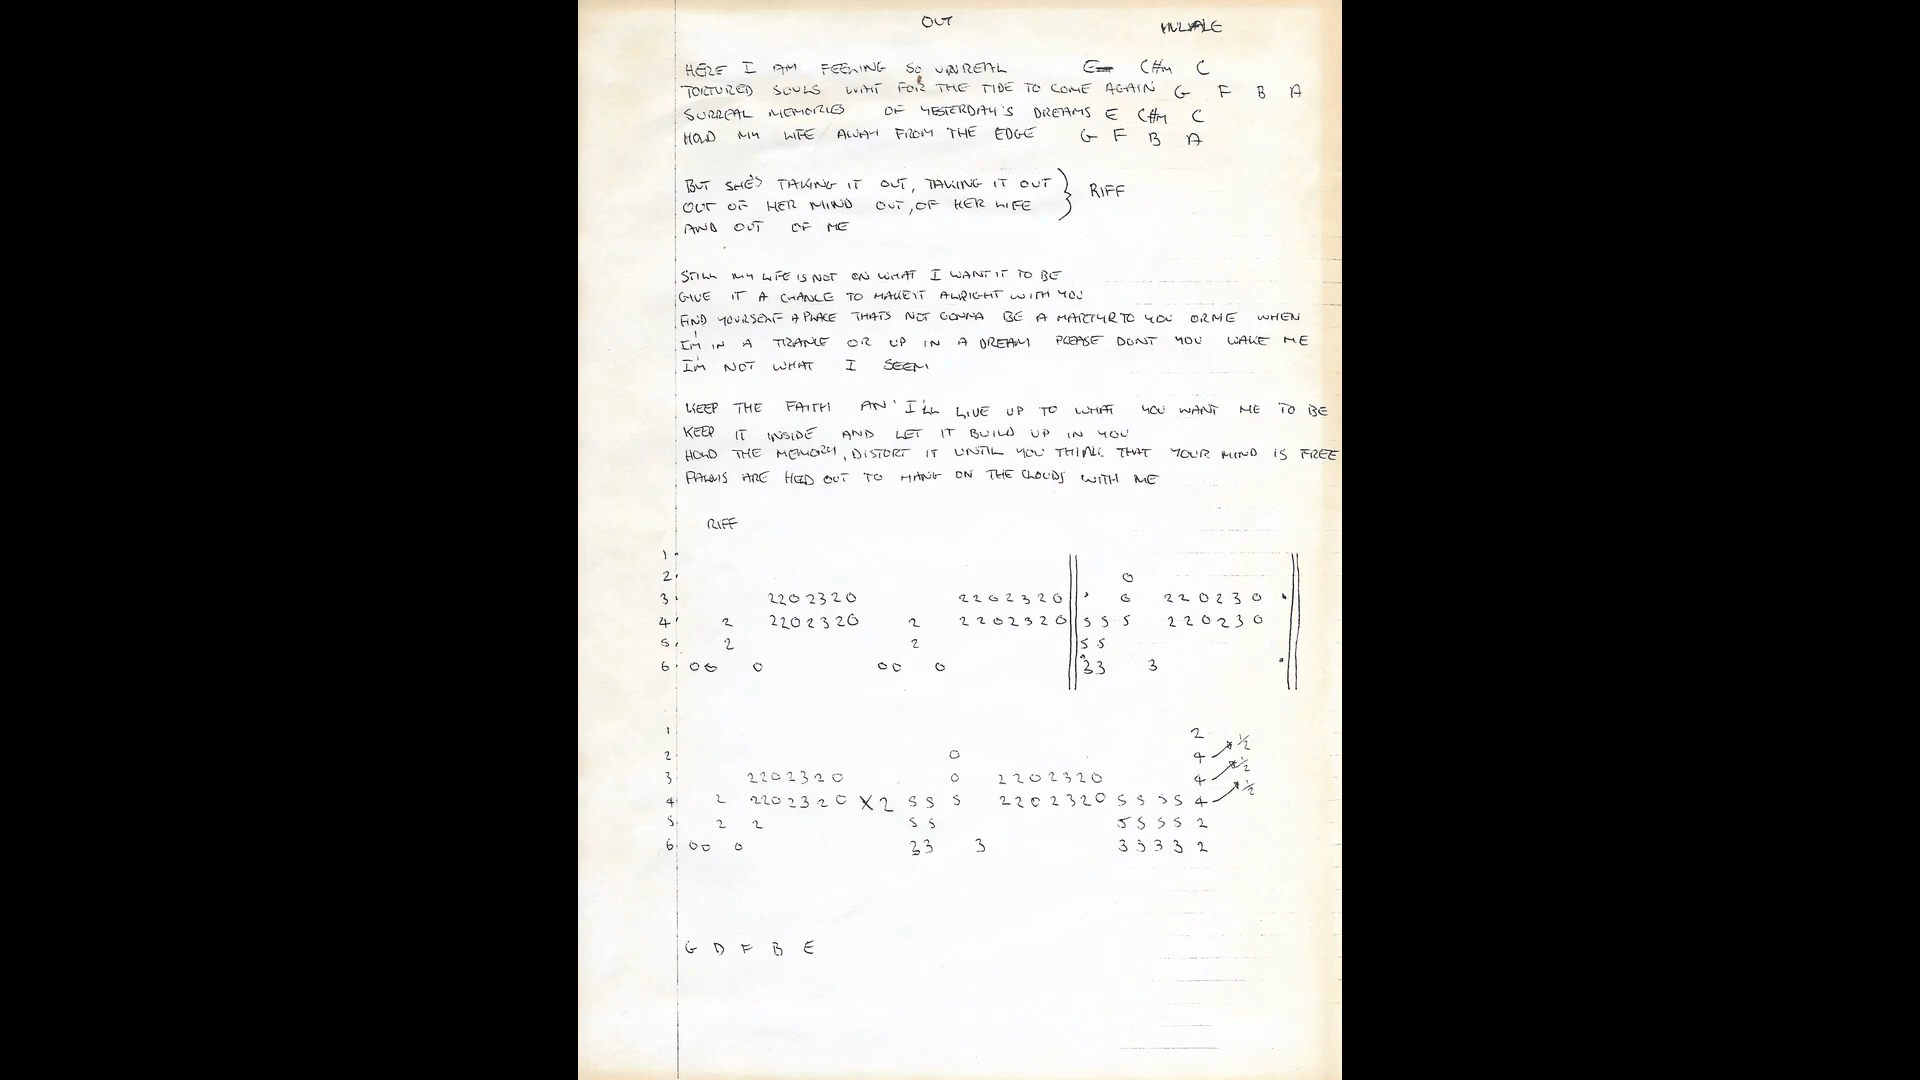 OUT
HERE I AM FEELING SO UNREAL E C#M C
TORTURED SOULS WAIT FOR THE TIDE TO COME AGAIN G F B A
SURREAL MEMORIES OF YESTERDAY'S DREAMS E C#M C
HOLD MY LIFE AWAY FROM THE EDGE G F B A
BUT SHE'S TAKING IT OUT, TAKING IT OUT
OUT OF HER MIND OUT, OF HER LIFE } RIFF
AND OUT OF ME
STILL MY LIFE IS NOT ON WHAT I WANT IT TO BE
GIVE IT A CHANCE TO MAKE IT ALRIGHT WITH YOU
FIND YOURSELF A PLACE THATS NOT GONNA BE A MARTYR TO YOU OR ME WHEN
I'M IN A TRANCE OR UP IN A DREAM PLEASE DONT YOU WAKE ME
I'M NOT WHAT I SEEM
KEEP THE FAITH AN' I'LL LIVE UP TO WHAT YOU WANT ME TO BE
KEEP IT INSIDE AND LET IT BUILD UP IN YOU
HOLD THE MEMORY, DISTORT IT UNTIL YOU THINK THAT YOUR MIND IS FREE
PALMS ARE HELD OUT TO HANG ON THE CLOUDS WITH ME
RIFF
1
2 0
3 2202320 2202320 0 220230
4 2 2202320 2 2202320 5 5 5 220230
5 2 2 5 5
6 00 0 00 0 33 3
1 2
2 0 4 1/2
3 2202320 0 2202320 4 1/2
4 2 2202320 X2 5 5 5 2202320 5 5 5 5 4 1/2
5 2 2 5 5 5 5 5 5 2
6 00 0 33 3 3 3 3 3 2
G D F B E